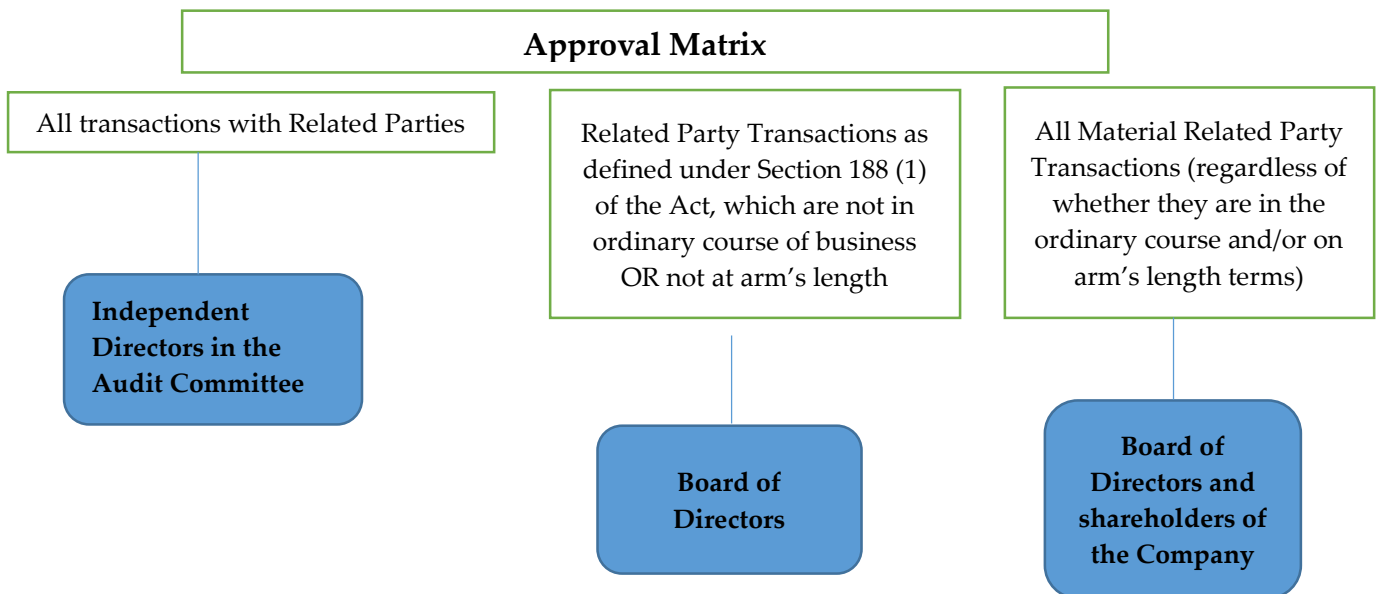 Approval Matrix
All transactions with Related Parties
Independent
Directors in the
Audit Committee
Related Party Transactions as
defined under Section 188 (1)
of the Act, which are not in
ordinary course of business
OR not at arm’s length
Board of
Directors
All Material Related Party
Transactions (regardless of
whether they are in the
ordinary course and/or on
arm’s length terms)
Board of
Directors and
shareholders of
the Company